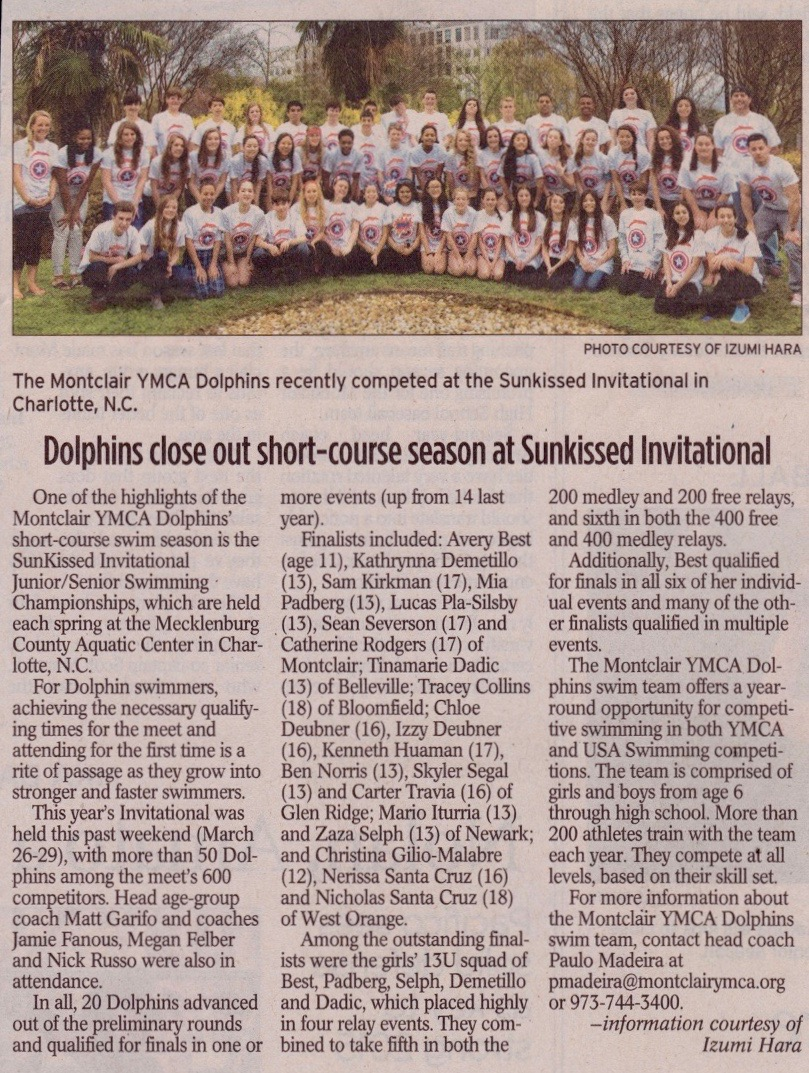 PHOTO COURTESY OF IZUMI HARA
The Montclair YMCA Dolphins recently competed at the Sunkissed Invitational in
Charlotte, N.C.
Dolphins close out short-course season at Sunkissed Invitational
One of the highlights of the
Montclair YMCA Dolphins'
short-course swim season is the
SunKissed Invitational
Junior/Senior Swimming
Championships, which are held
each spring at the Mecklenburg
County Aquatic Center in Char-
lotte, N.C.
For Dolphin swimmers,
achieving the necessary qualify-
ing times for the meet and
attending for the first time is a
rite of passage as they grow into
stronger and faster swimmers.
This year's Invitational was
held this past weekend (March
26-29), with more than 50 Dol-
phins among the meet's 600
competitors. Head age-group
coach Matt Garifo and coaches
Jamie Fanous, Megan Felber
and Nick Russo were also in
attendance.
In all, 20 Dolphins advanced
out of the preliminary rounds
and qualified for finals in one or
more events (up from 14 last
year).
Finalists included: Avery Best
(age 11), Kathrynna Demetillo
(13), Sam Kirkman (17), Mia
Padberg (13), Lucas Pla-Silsby
(13), Sean Severson (17) and
Catherine Rodgers (17) of
Montclair; Tinamarie Dadic
(13) of Belleville; Tracey Collins
(18) of Bloomfield; Chloe
Deubner (16), Izzy Deubner
(16), Kenneth Huaman (17),
Ben Norris (13), Skyler Segal
(13) and Carter Travia (16) of
Glen Ridge; Mario Iturria (13)
and Zaza Selph (13) of Newark;
and Christina Gilio-Malabre
(12), Nerissa Santa Cruz (16)
and Nicholas Santa Cruz (18)
of West Orange.
Among the outstanding final-
ists were the girls' 13U squad of
Best, Padberg, Selph, Demetillo
and Dadic, which placed highly
in four relay events. They com-
bined to take fifth in both the
200 medley and 200 free relays,
and sixth in both the 400 free
and 400 medley relays.
Additionally, Best qualified
for finals in all six of her individ-
ual events and many of the oth-
er finalists qualified in multiple
events.
The Montclair YMCA Dol-
phins swim team offers a year-
round opportunity for competi-
tive swimming in both YMCA
and USA Swimming competi-
tions. The team is comprised of
girls and boys from age 6
through high school. More than
200 athletes train with the team
each year. They compete at all
levels, based on their skill set.
For more information about
the Montclair YMCA Dolphins
swim team, contact head coach
Paulo Madeira at
pmadeira@montclairymca.org
or 973-744-3400.
–information courtesy of
Izumi Hara